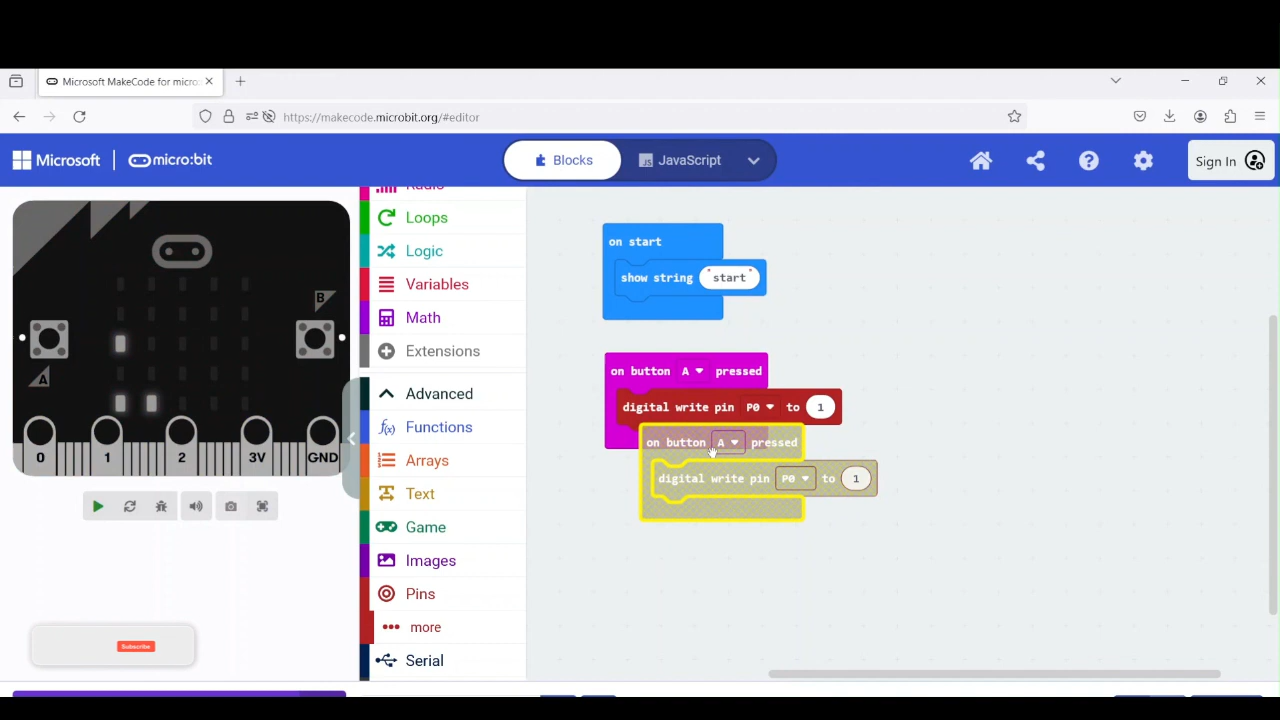 Microsoft MakeCode for micro:
https://makecode.microbit.org/#editor
Microsoft
micro:bit
Blocks
JavaScript
Sign In
Radio
Loops
Logic
Variables
Math
Extensions
Advanced
Functions
Arrays
Text
Game
Images
Pins
more
Serial
B
A
0
1
2
3V
GND
Subscribe
on start
show string "start"
on button A pressed
digital write pin P0 to 1
on button A pressed
digital write pin P0 to 1